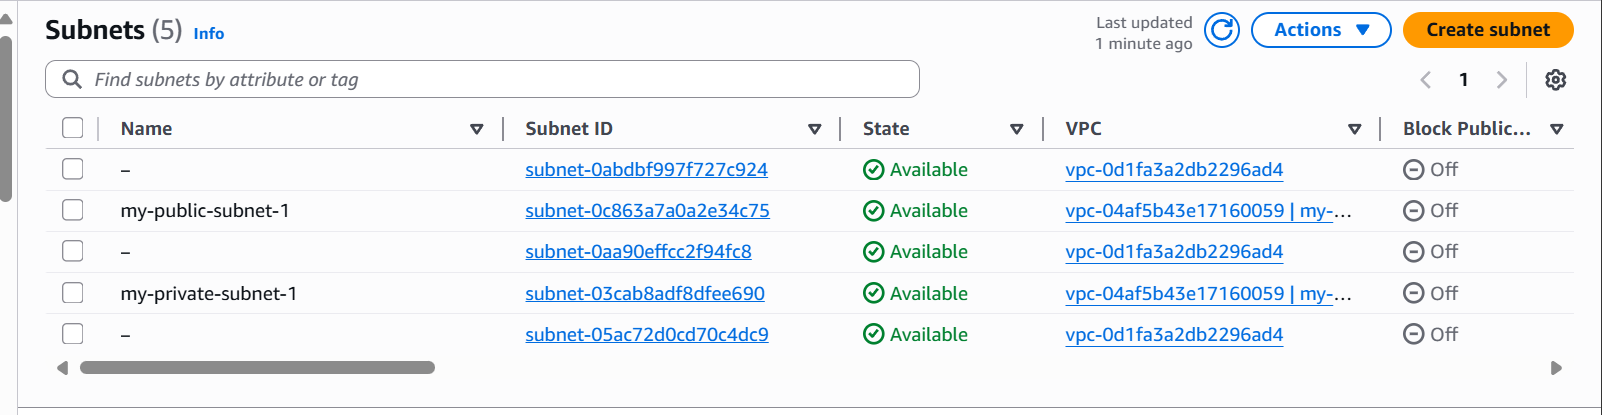 Subnets (5) Info
Last updated
1 minute ago
Actions
Create subnet
Find subnets by attribute or tag
1
Name Subnet ID State VPC Block Public...
– subnet-0abdbf997f727c924 Available vpc-0d1fa3a2db2296ad4 Off
my-public-subnet-1 subnet-0c863a7a0a2e34c75 Available vpc-04af5b43e17160059 | my-... Off
– subnet-0aa90effcc2f94fc8 Available vpc-0d1fa3a2db2296ad4 Off
my-private-subnet-1 subnet-03cab8adf8dfee690 Available vpc-04af5b43e17160059 | my-... Off
– subnet-05ac72d0cd70c4dc9 Available vpc-0d1fa3a2db2296ad4 Off